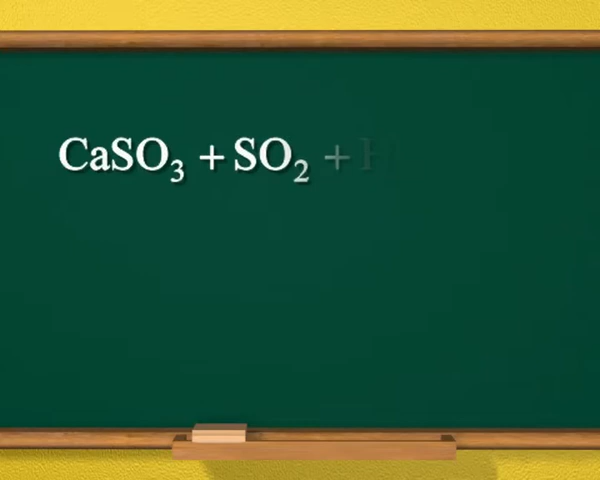 CaSO₃ + SO₂ +